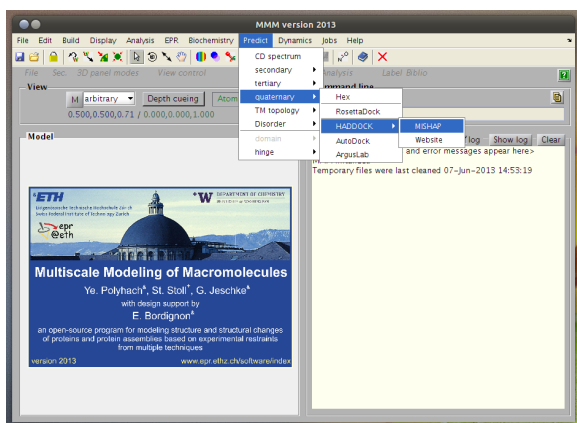 MMM version 2013
File Edit Build Display Analysis EPR Biochemistry Predict Dynamics Jobs Help
File Sec. 3D panel modes View control Analysis Label Biblio
View
M arbitrary Depth cueing Atom
0.500,0.500,0.71 / 0.000,0.000,1.000
CD spectrum
secondary
tertiary
quaternary
TM topology
Disorder
domain
hinge
Hex
RosettaDock
HADDOCK
AutoDock
ArgusLab
MISHAP
Website
mmand line
log Show log Clear
and error messages appear here>
Temporary files were last cleaned 07-Jun-2013 14:53:19
Model
ETH
Eidgenössische Technische Hochschule Zürich
Swiss Federal Institute of Technology Zurich
epr
@eth
W DEPARTMENT OF CHEMISTRY
Multiscale Modeling of Macromolecules
Ye. Polyhach&, St. Stoll†, G. Jeschke&
with design support by
E. Bordignon&
an open-source program for modeling structure and structural changes
of proteins and protein assemblies based on experimental restraints
from multiple techniques
version 2013 www.epr.ethz.ch/software/index